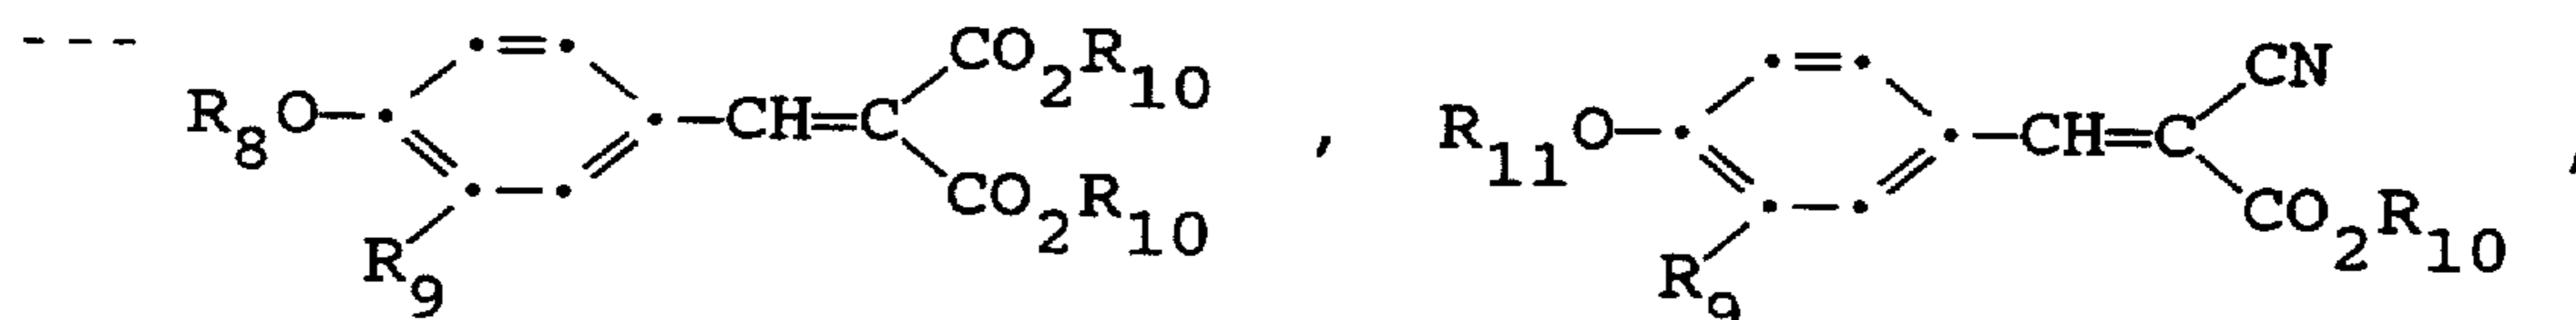 --- R8O CH=C CO2R10 CO2R10 R9 , R11O CH=C CN CO2R10 R9 ,